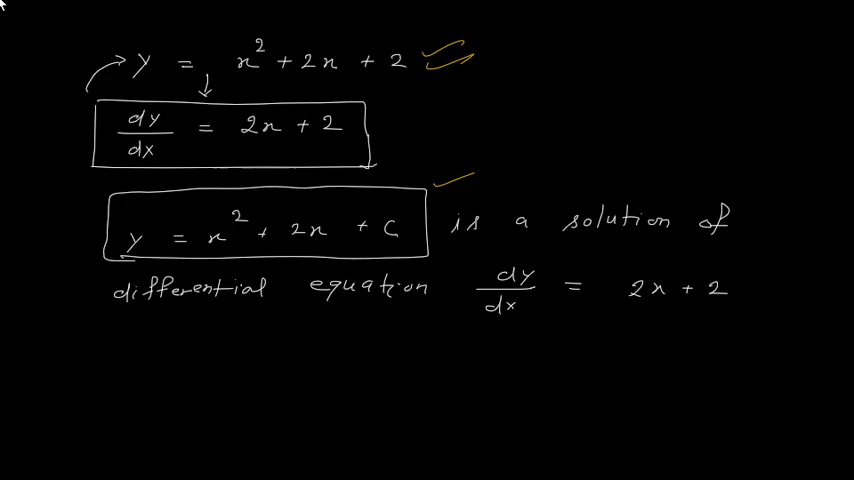 y = x² + 2x + 2
dy/dx = 2x + 2
y = x² + 2x + C is a solution of
differential equation dy/dx = 2x + 2